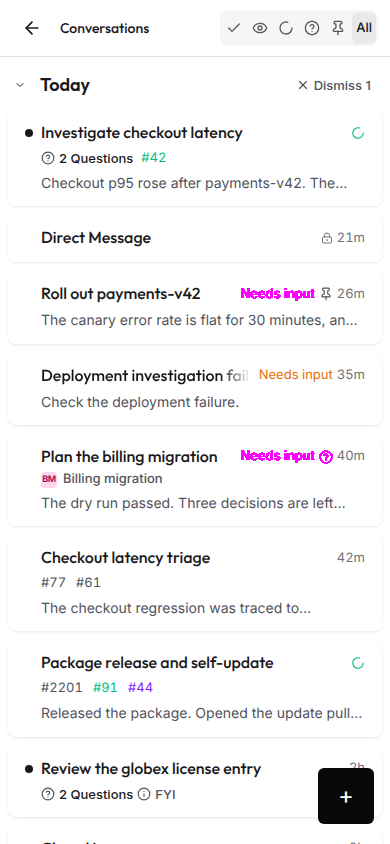 Conversations
All
Today
Dismiss 1
Investigate checkout latency
2 Questions #42
Checkout p95 rose after payments-v42. The...
Direct Message 21m
Roll out payments-v42 Needs input 26m
The canary error rate is flat for 30 minutes, an...
Deployment investigation fail Needs input 35m
Check the deployment failure.
Plan the billing migration Needs input 40m
BM Billing migration
The dry run passed. Three decisions are left...
Checkout latency triage 42m
#77 #61
The checkout regression was traced to...
Package release and self-update
#2201 #91 #44
Released the package. Opened the update pull...
Review the globex license entry 2h
2 Questions FYI